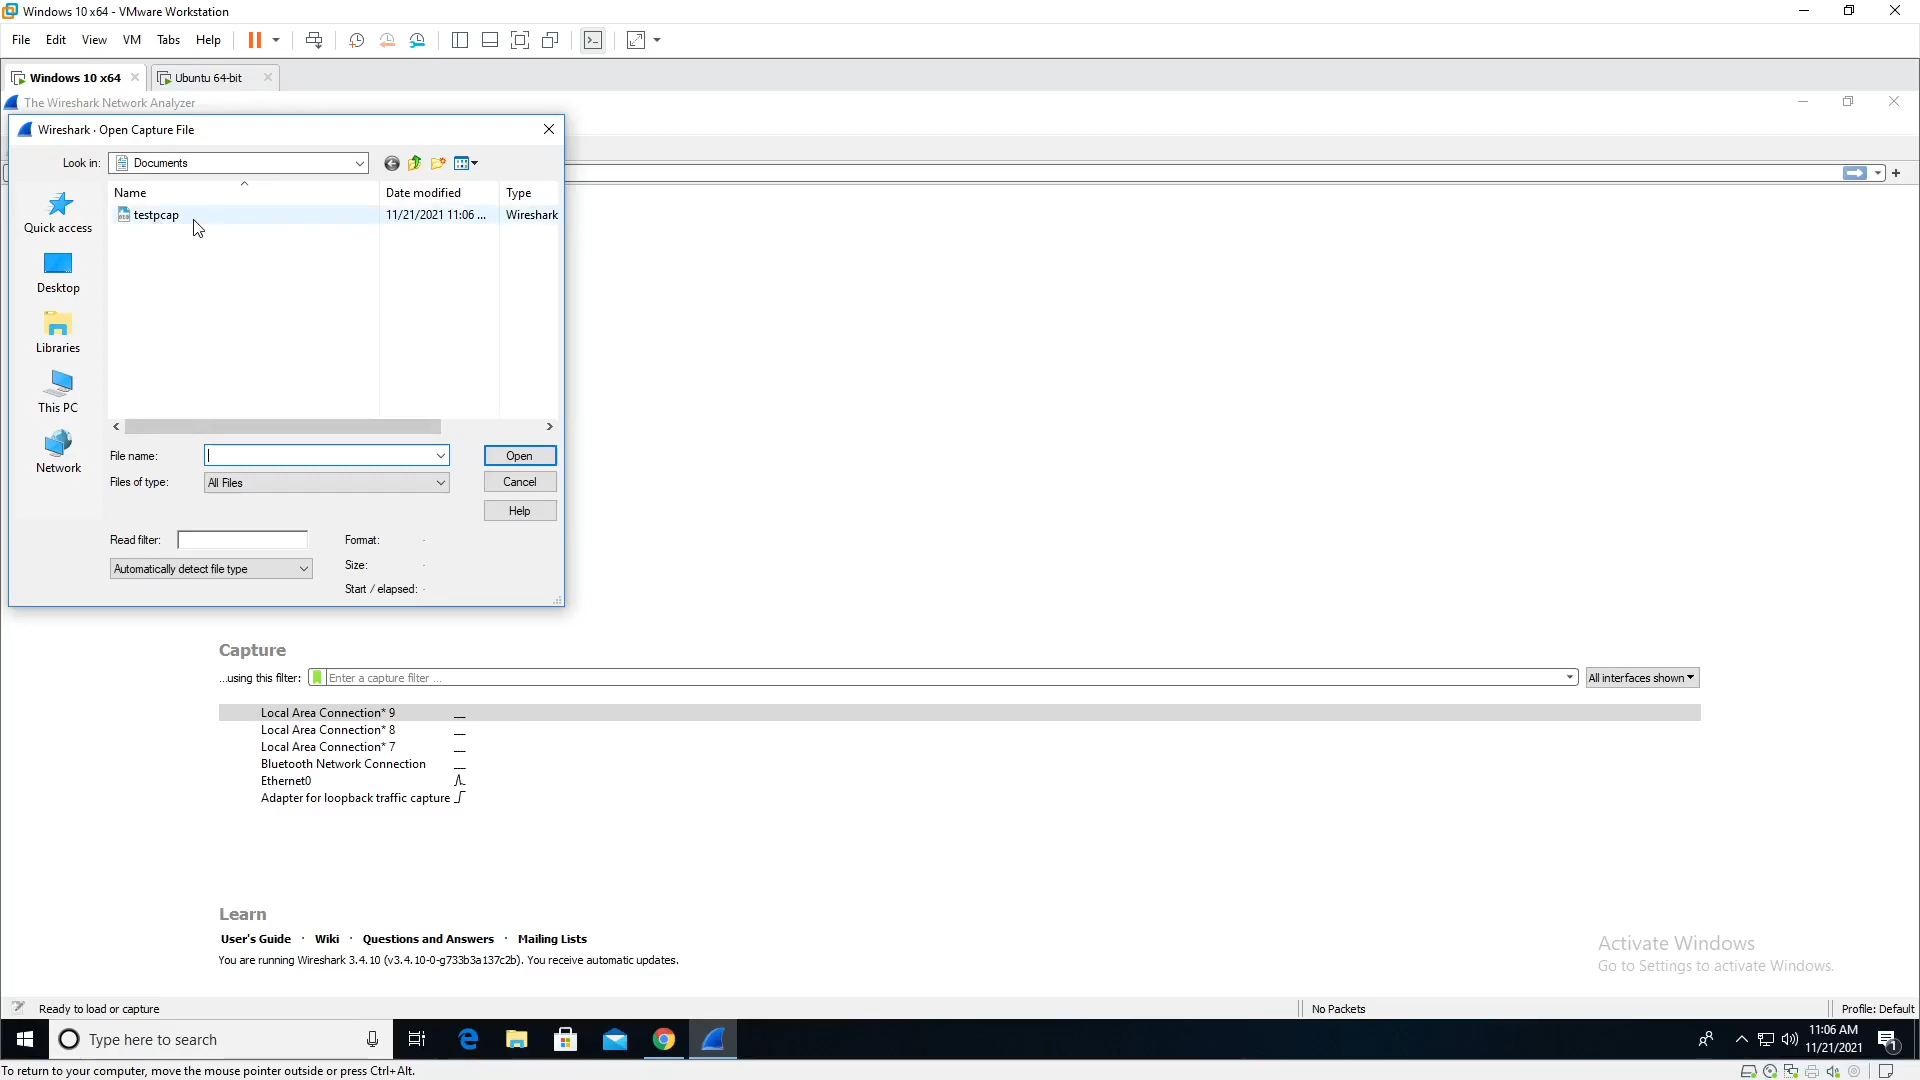 Windows 10 x64 - VMware Workstation
File Edit View VM Tabs Help
Windows 10 x64
Ubuntu 64-bit
The Wireshark Network Analyzer
Wireshark · Open Capture File
Look in: Documents
Name Date modified Type
testpcap 11/21/2021 11:06 ... Wireshark
Quick access
Desktop
Libraries
This PC
Network
File name: Open
Files of type: All Files Cancel
Help
Read filter: Format: -
Automatically detect file type Size: -
Start / elapsed: -
Capture
...using this filter: Enter a capture filter ... All interfaces shown
Local Area Connection* 9
Local Area Connection* 8
Local Area Connection* 7
Bluetooth Network Connection
Ethernet0
Adapter for loopback traffic capture
Learn
User's Guide · Wiki · Questions and Answers · Mailing Lists
You are running Wireshark 3.4.10 (v3.4.10-0-g733b3a137c2b). You receive automatic updates.
Activate Windows
Go to Settings to activate Windows.
Ready to load or capture No Packets Profile: Default
Type here to search
11:06 AM
11/21/2021
1
To return to your computer, move the mouse pointer outside or press Ctrl+Alt.